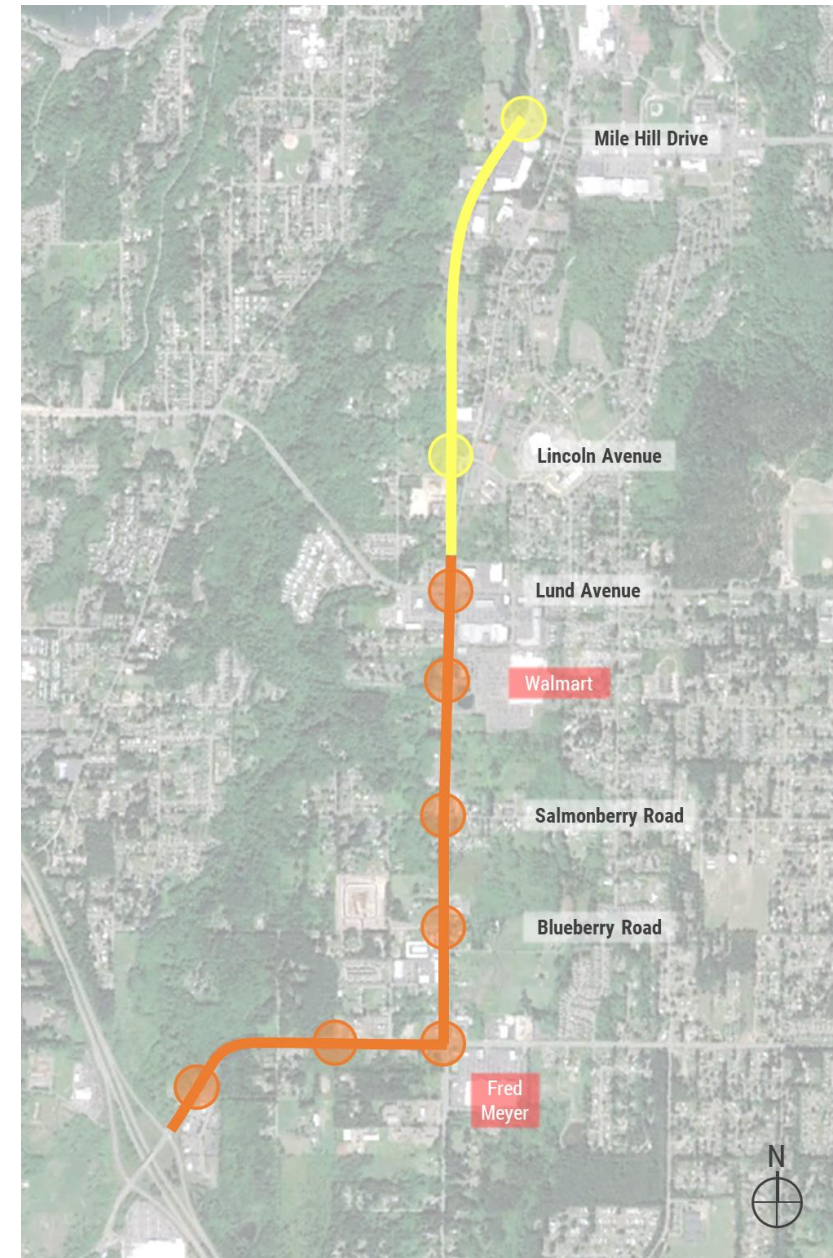 Mile Hill Drive
Lincoln Avenue
Lund Avenue
Walmart
Salmonberry Road
Blueberry Road
Fred
Meyer
N